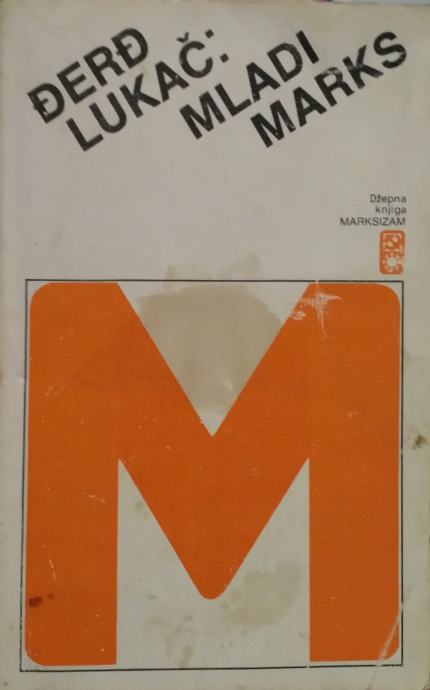 ĐERĐ
LUKAČ:
MLADI
MARKS
Džepna
knjiga
MARKSIZAM
M